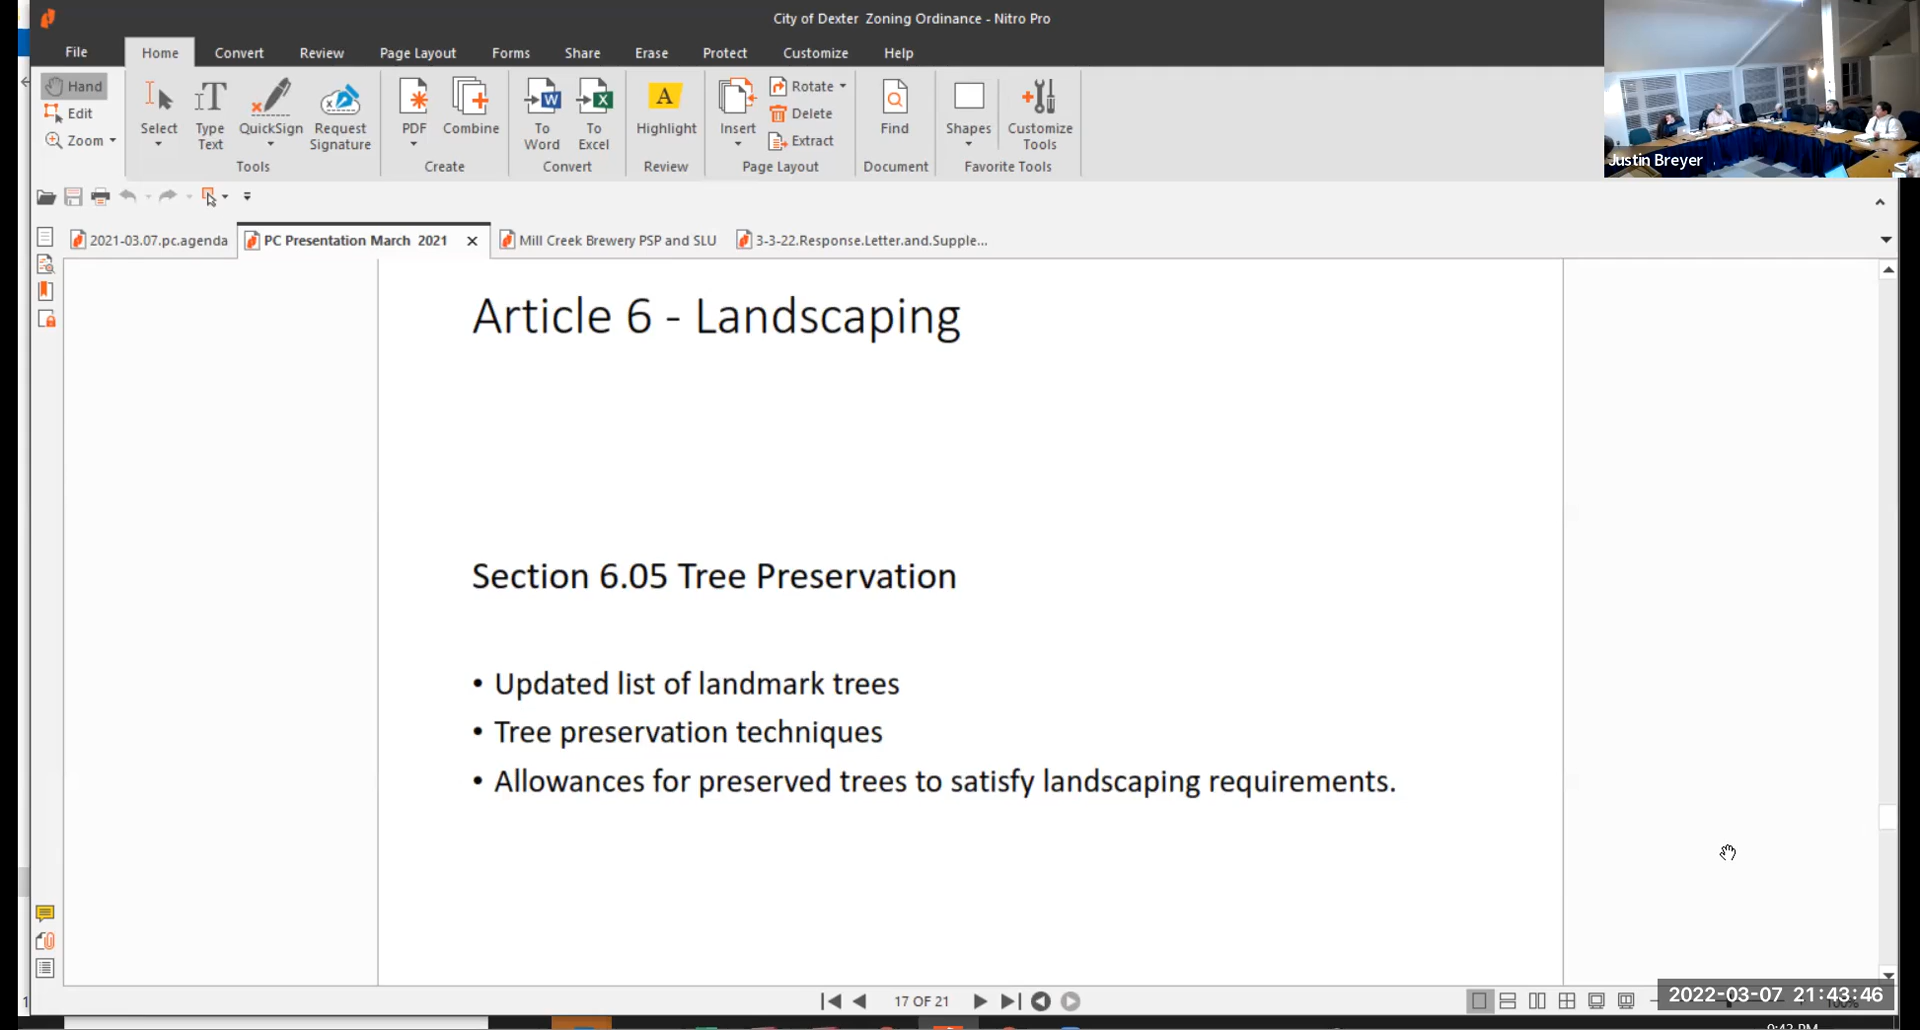 City of Dexter Zoning Ordinance - Nitro Pro
File Home Convert Review Page Layout Forms Share Erase Protect Customize Help
Hand
Edit
Zoom
Select
Type Text
QuickSign
Request Signature
Tools
PDF
Combine
Create
To Word
To Excel
Convert
A
Highlight
Review
Insert
Rotate
Delete
Extract
Page Layout
Find
Document
Shapes
Customize Tools
Favorite Tools
Justin Breyer
2021-03.07.pc.agenda
PC Presentation March 2021
Mill Creek Brewery PSP and SLU
3-3-22.Response.Letter.and.Supple...
Article 6 - Landscaping
Section 6.05 Tree Preservation
• Updated list of landmark trees
• Tree preservation techniques
• Allowances for preserved trees to satisfy landscaping requirements.
17 OF 21
2022-03-07 21:43:46